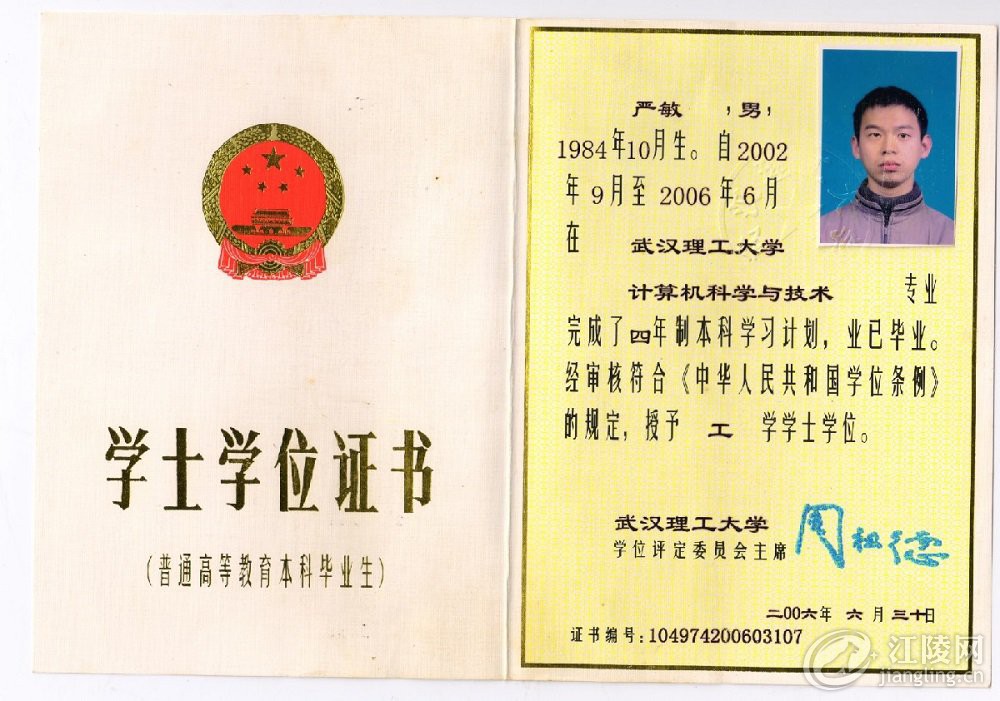 学士学位证书
(普通高等教育本科毕业生)
严敏 ,男,
1984年10月生。自2002
年9月至2006年6月
在 武汉理工大学
计算机科学与技术 专业
完成了四年制本科学习计划,业已毕业。
经审核符合《中华人民共和国学位条例》
的规定,授予 工 学学士学位。
武汉理工大学
学位评定委员会主席 周祖德
二00六年 六 月 三十日
证书编号:104974200603107
江陵网
jiangling.cn